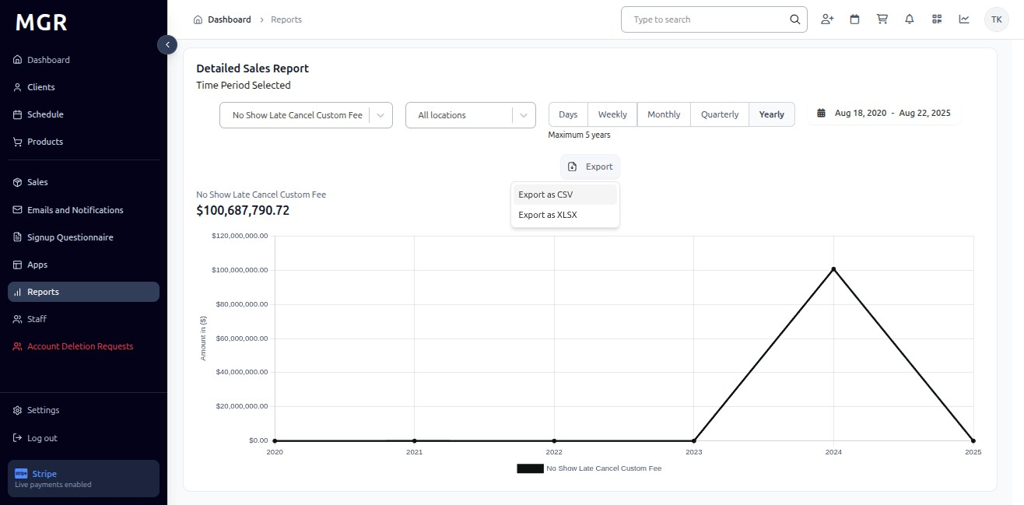 MGR
Dashboard > Reports
Type to search
TK
Dashboard
Clients
Schedule
Products
Sales
Emails and Notifications
Signup Questionnaire
Apps
Reports
Staff
Account Deletion Requests
Settings
Log out
Stripe
Live payments enabled
Detailed Sales Report
Time Period Selected
No Show Late Cancel Custom Fee
All locations
Days Weekly Monthly Quarterly Yearly
Aug 18, 2020 - Aug 22, 2025
Maximum 5 years
Export
Export as CSV
Export as XLSX
No Show Late Cancel Custom Fee
$100,687,790.72
Amount in ($)
$120,000,000.00
$100,000,000.00
$80,000,000.00
$60,000,000.00
$40,000,000.00
$20,000,000.00
$0.00
2020 2021 2022 2023 2024 2025
No Show Late Cancel Custom Fee